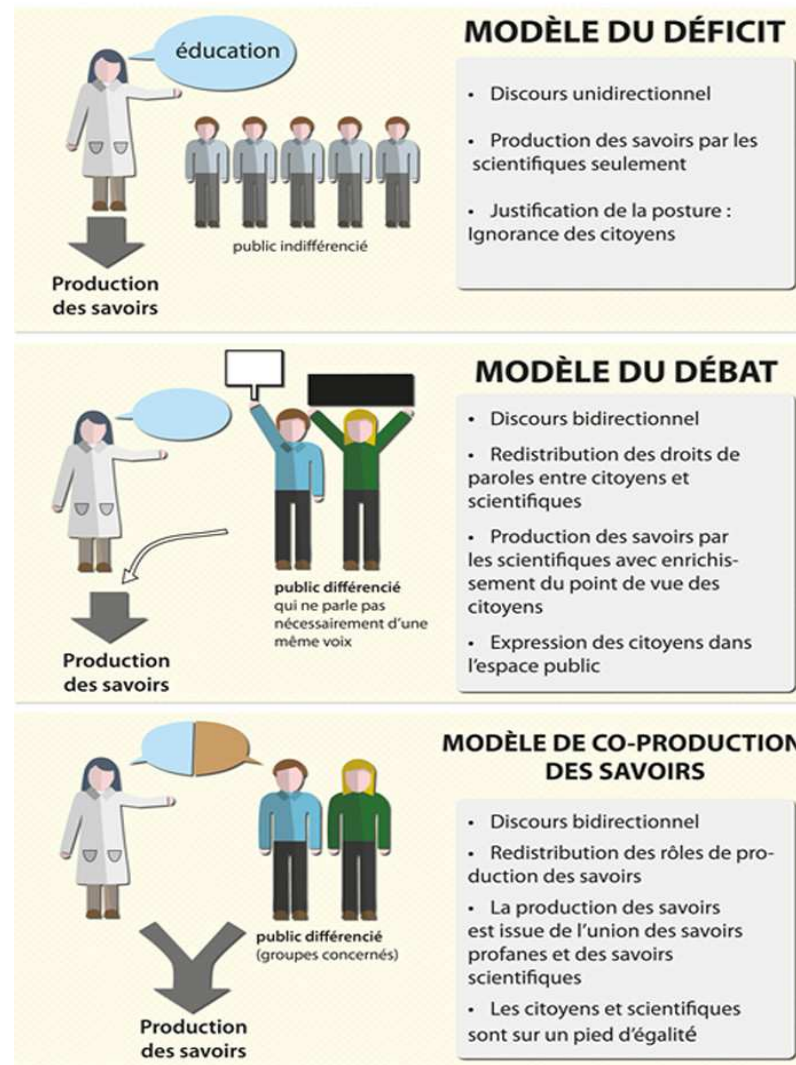 éducation
public indifférencié
Production
des savoirs
MODÈLE DU DÉFICIT
• Discours unidirectionnel
• Production des savoirs par les
scientifiques seulement
• Justification de la posture :
Ignorance des citoyens
public différencié
qui ne parle pas
nécessairement d'une
même voix
Production
des savoirs
MODÈLE DU DÉBAT
• Discours bidirectionnel
• Redistribution des droits de
paroles entre citoyens et
scientifiques
• Production des savoirs par
les scientifiques avec enrichis-
sement du point de vue des
citoyens
• Expression des citoyens dans
l'espace public
public différencié
(groupes concernés)
Production
des savoirs
MODÈLE DE CO-PRODUCTION
DES SAVOIRS
• Discours bidirectionnel
• Redistribution des rôles de pro-
duction des savoirs
• La production des savoirs
est issue de l'union des savoirs
profanes et des savoirs
scientifiques
• Les citoyens et scientifiques
sont sur un pied d'égalité